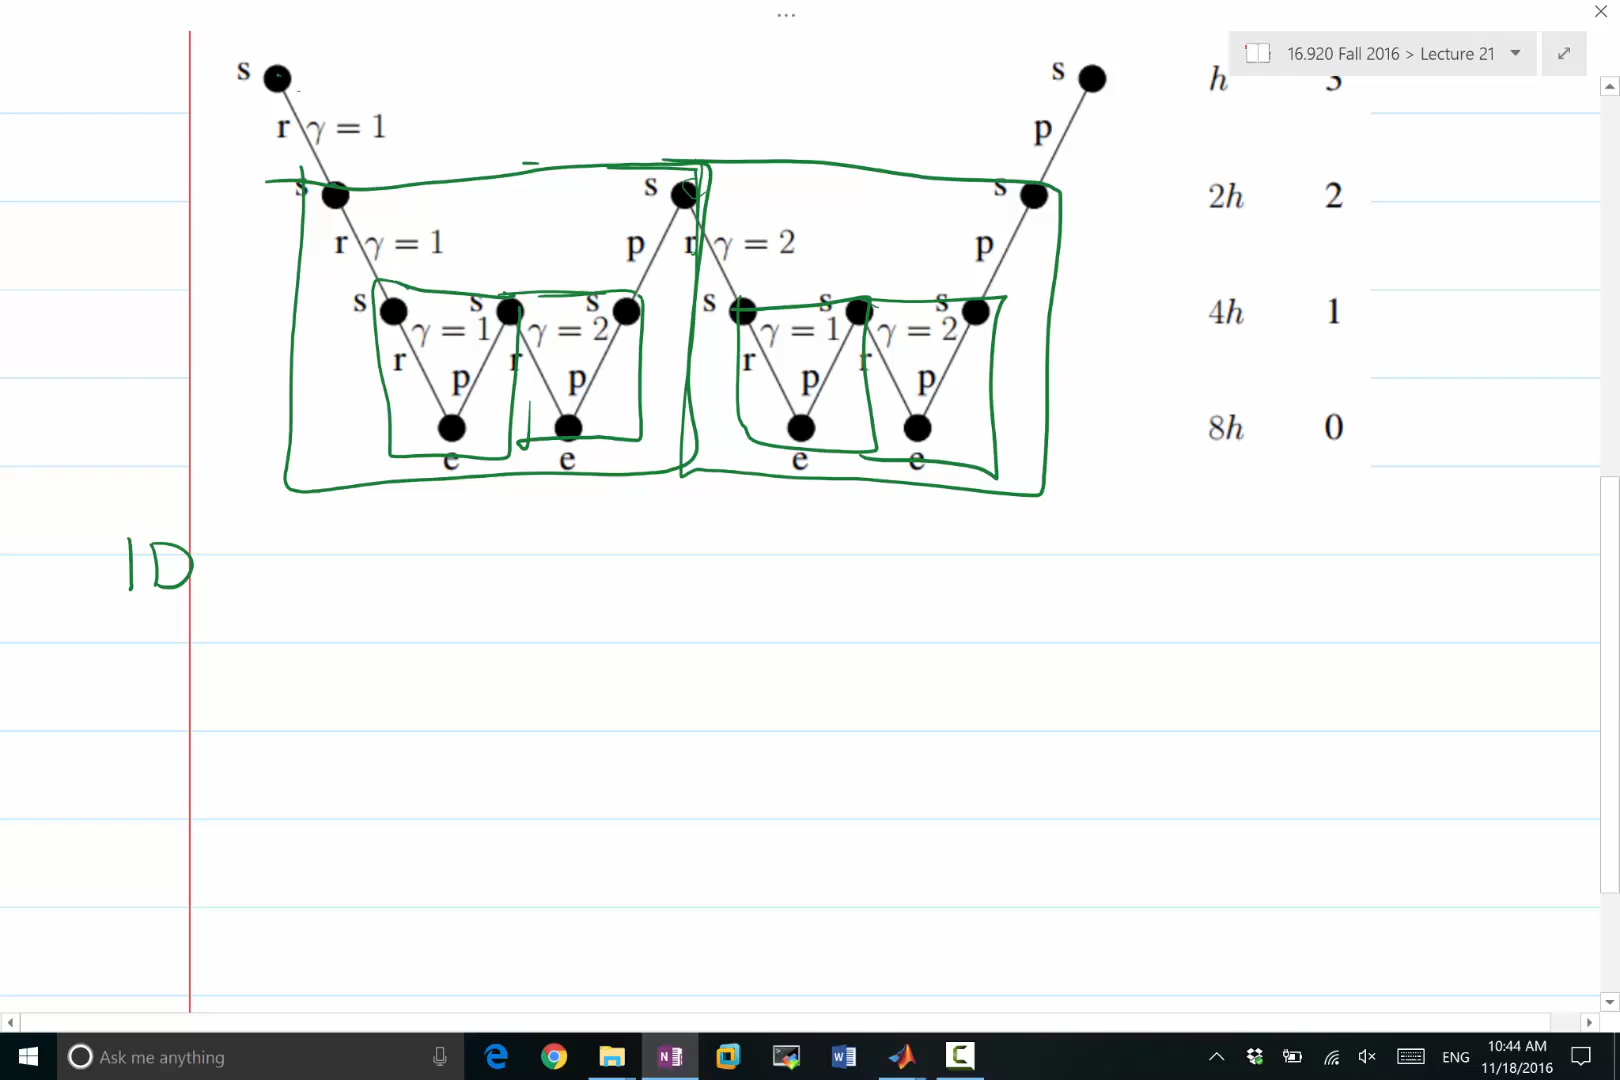 ...
16.920 Fall 2016 > Lecture 21
s s h 3
r γ = 1 p
s s s 2h 2
r γ = 1 p r γ = 2 p
s s s s s s 4h 1
γ = 1 γ = 2 γ = 1 γ = 2
r r r r
p p p p
8h 0
e e e e
1D
Ask me anything
ENG
10:44 AM
11/18/2016